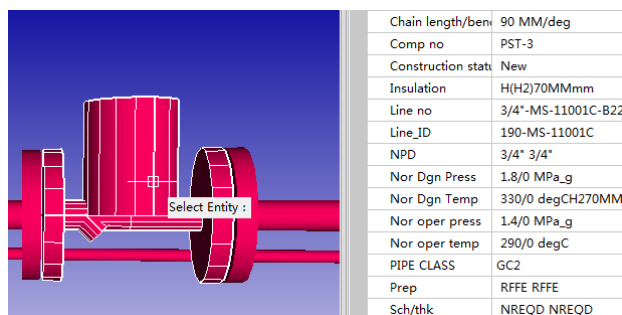 Select Entity :
Chain length/ben 90 MM/deg
Comp no PST-3
Construction statu New
Insulation H(H2)70MMmm
Line no 3/4"-MS-11001C-B22
Line_ID 190-MS-11001C
NPD 3/4" 3/4"
Nor Dgn Press 1.8/0 MPa_g
Nor Dgn Temp 330/0 degCH270MM
Nor oper press 1.4/0 MPa_g
Nor oper temp 290/0 degC
PIPE CLASS GC2
Prep RFFE RFFE
Sch/thk NREQD NREQD